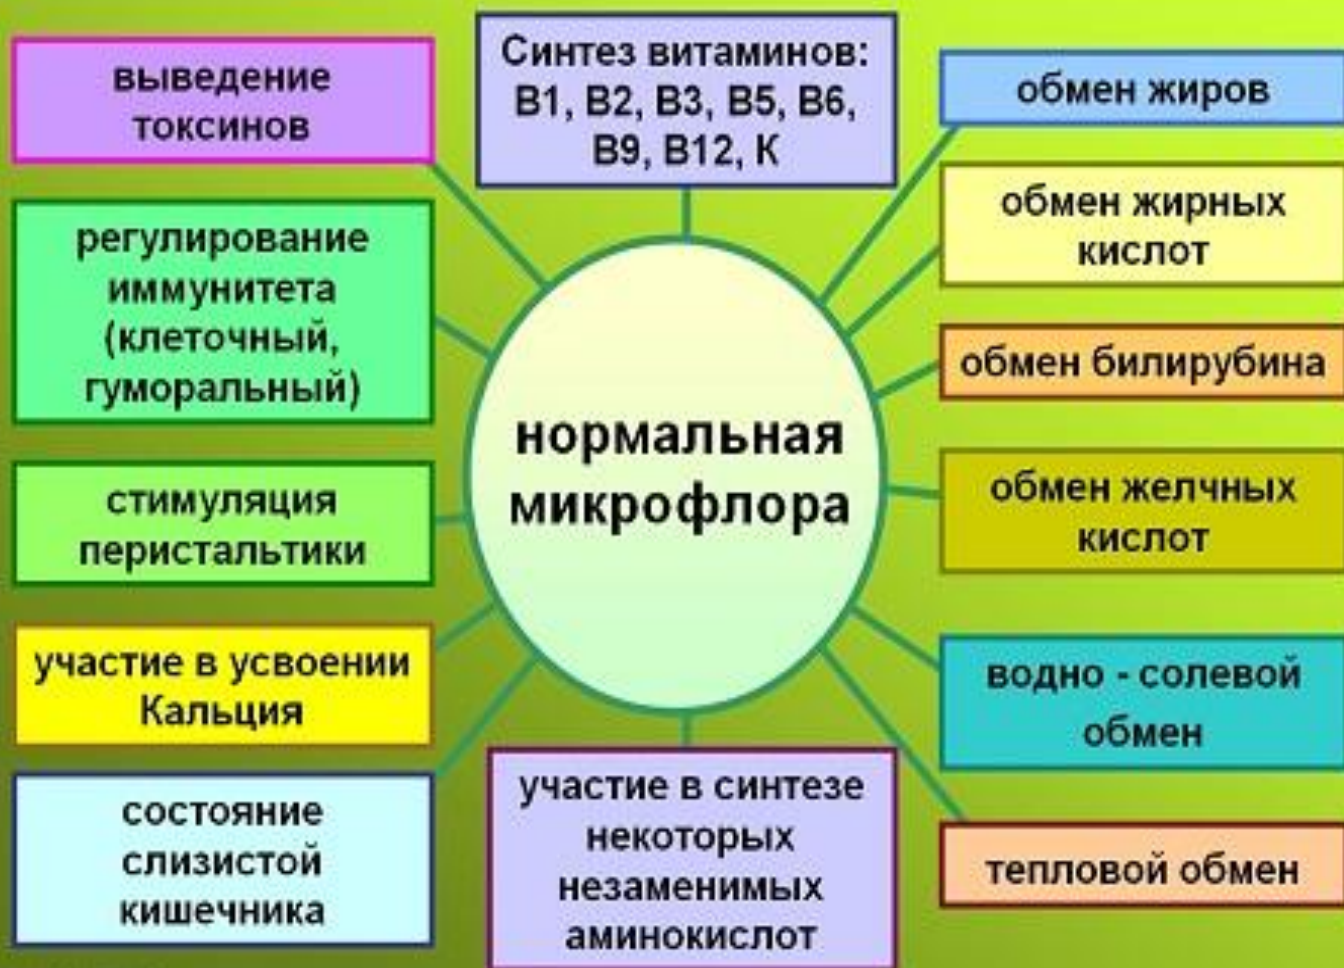 выведение
токсинов
регулирование
иммунитета
(клеточный,
гуморальный)
стимуляция
перистальтики
участие в усвоении
Кальция
состояние
слизистой
кишечника
Синтез витаминов:
В1, В2, В3, В5, В6,
В9, В12, К
нормальная
микрофлора
участие в синтезе
некоторых
незаменимых
аминокислот
обмен жиров
обмен жирных
кислот
обмен билирубина
обмен желчных
кислот
водно - солевой
обмен
тепловой обмен